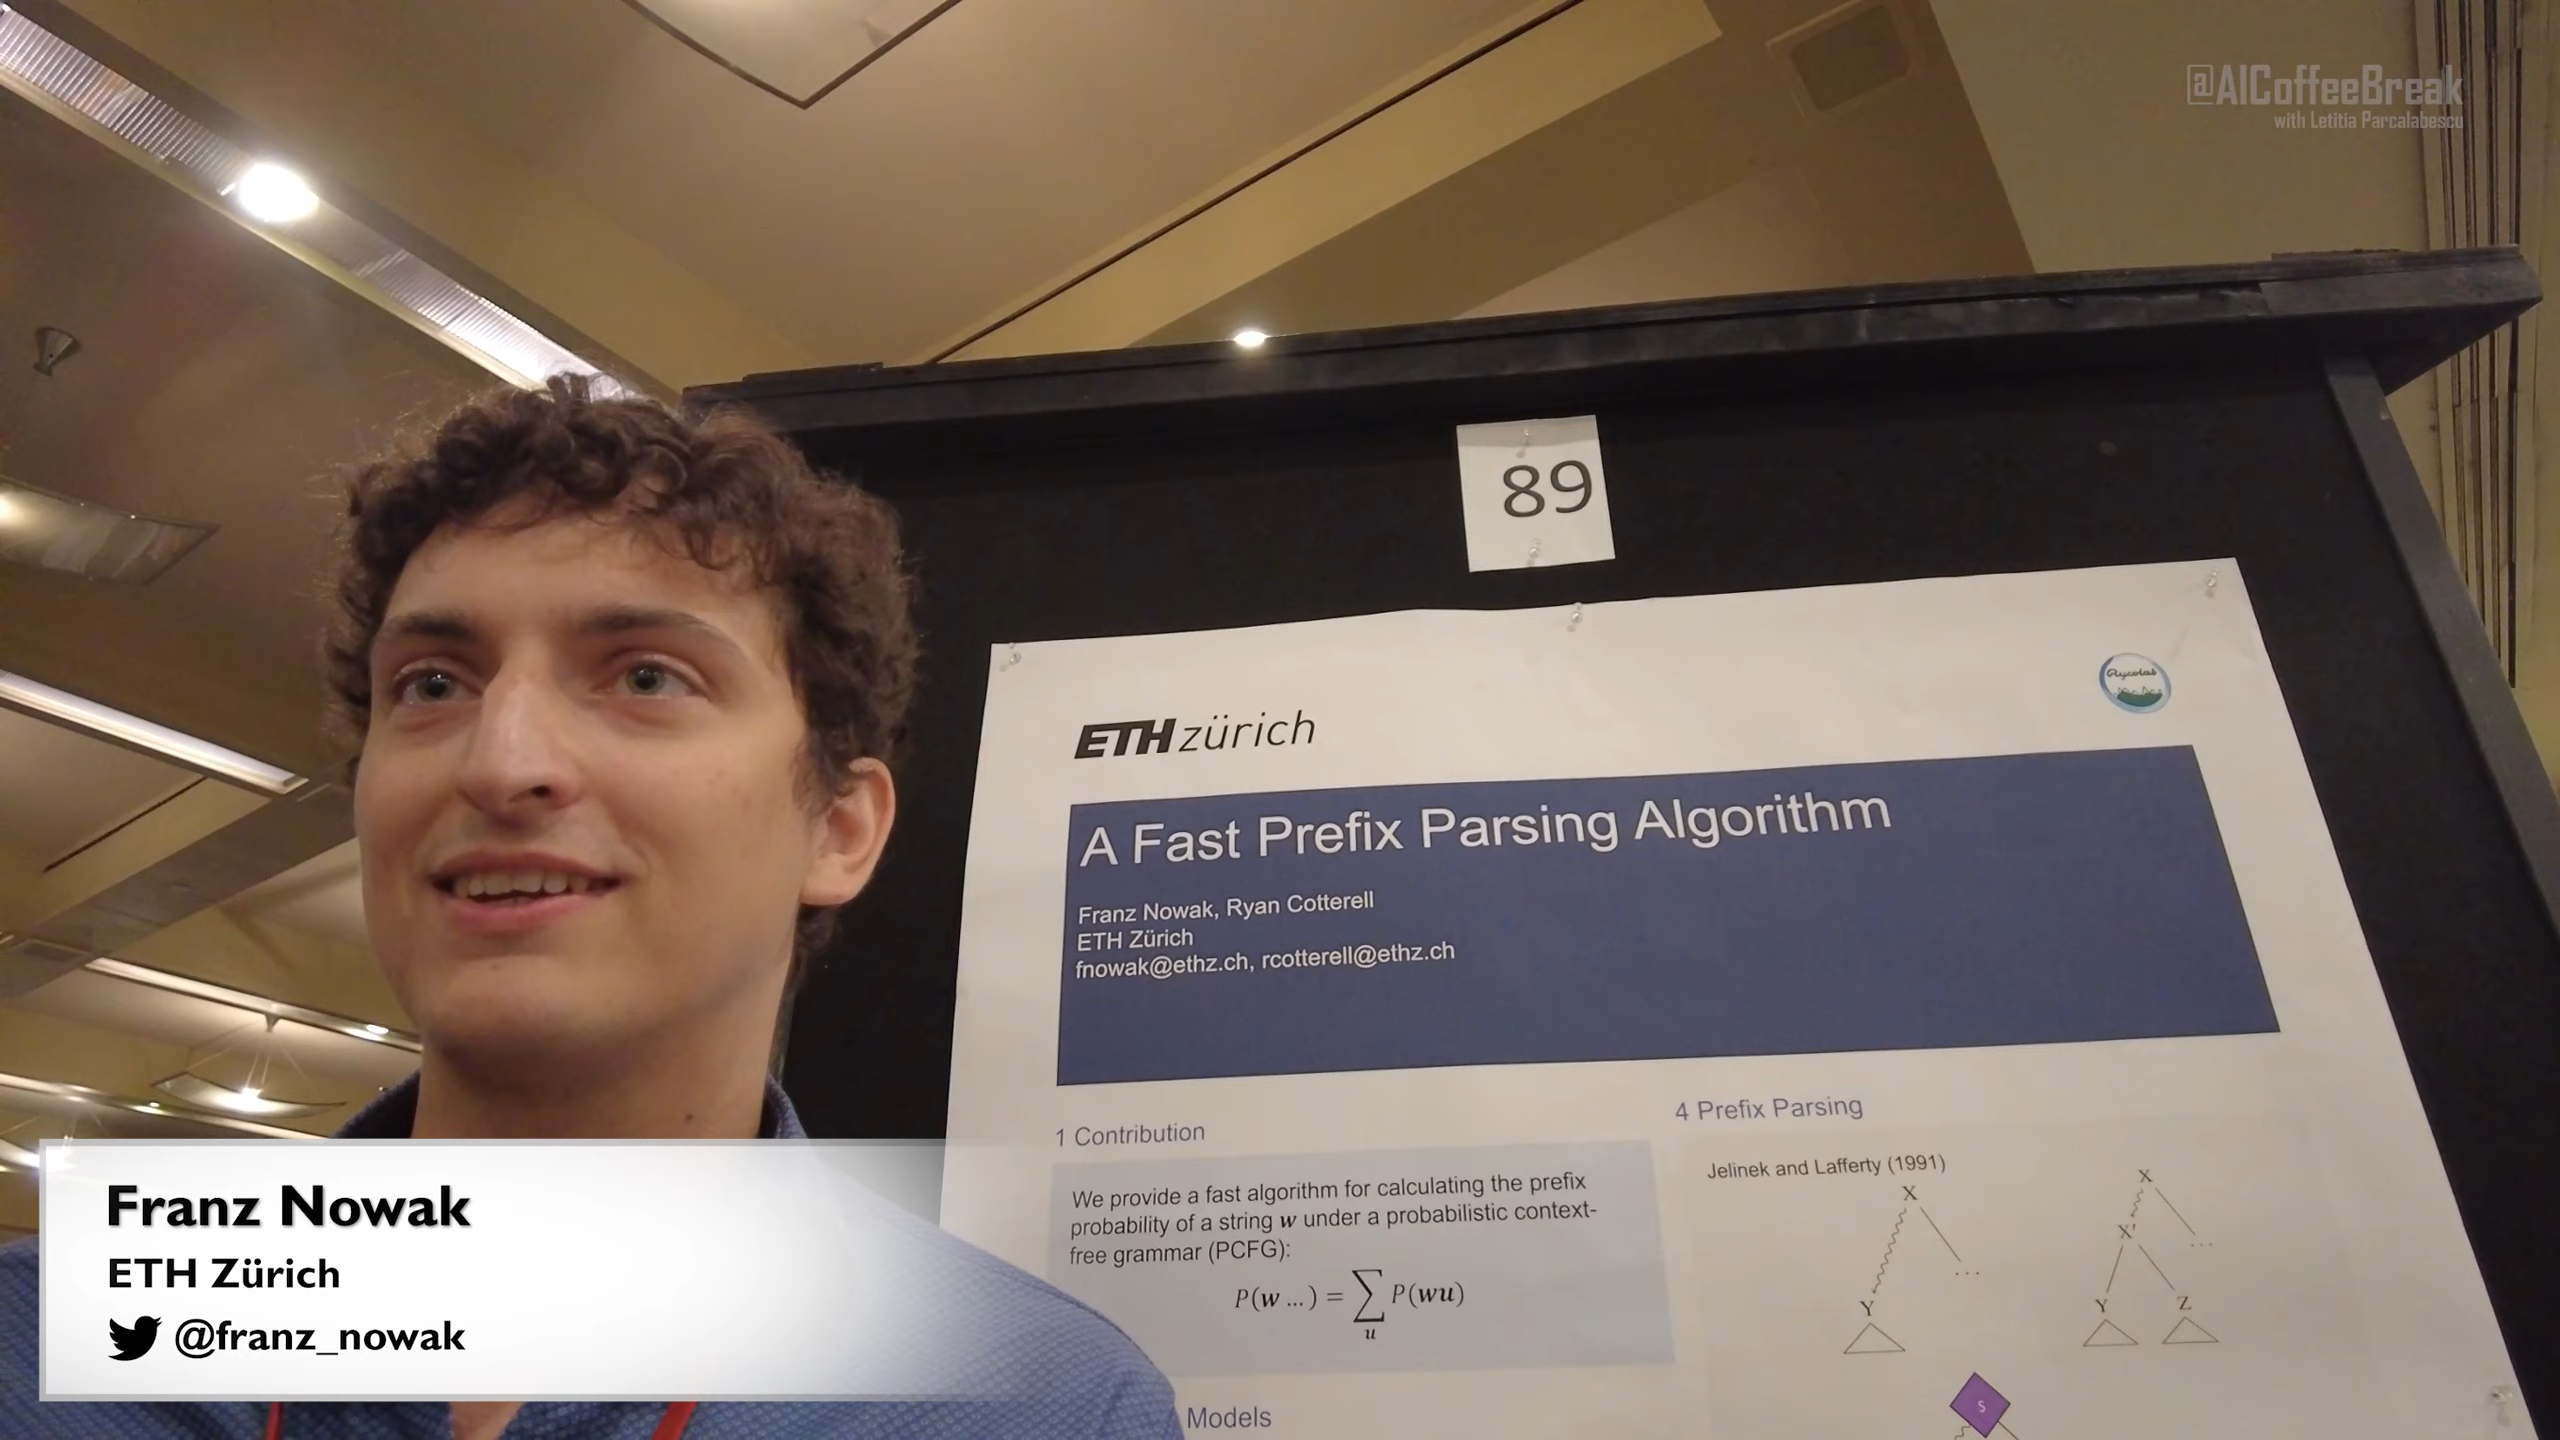 @AICoffeeBreak
with Letitia Parcalabescu
89
Rycolab
ETH zürich
A Fast Prefix Parsing Algorithm
Franz Nowak, Ryan Cotterell
ETH Zürich
fnowak@ethz.ch, rcotterell@ethz.ch
1 Contribution
We provide a fast algorithm for calculating the prefix
probability of a string w under a probabilistic context-
free grammar (PCFG):
P(w ...) = ∑ P(wu)
u
Models
4 Prefix Parsing
Jelinek and Lafferty (1991)
X
Y
...
X
X'
...
Y
Z
S
Franz Nowak
ETH Zürich
@franz_nowak